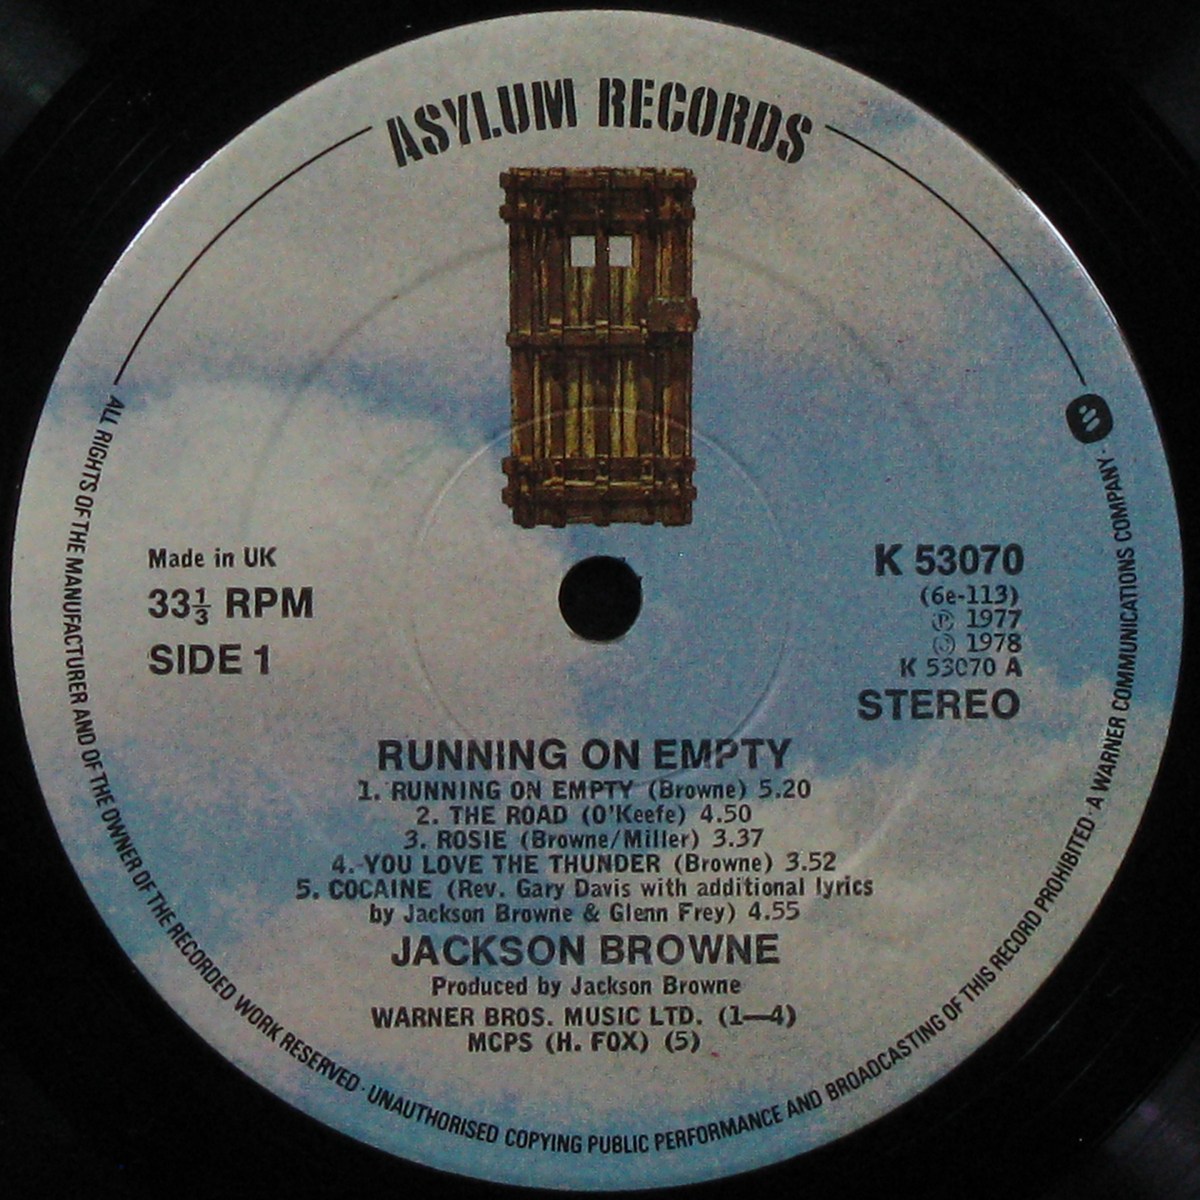 ASYLUM RECORDS
Made in UK
33⅓ RPM
SIDE 1
K 53070
(6e-113)
℗ 1977
© 1978
K 53070 A
STEREO
RUNNING ON EMPTY
1. RUNNING ON EMPTY (Browne) 5.20
2. THE ROAD (O'Keefe) 4.50
3. ROSIE (Browne/Miller) 3.37
4. YOU LOVE THE THUNDER (Browne) 3.52
5. COCAINE (Rev. Gary Davis with additional lyrics
by Jackson Browne & Glenn Frey) 4.55
JACKSON BROWNE
Produced by Jackson Browne
WARNER BROS. MUSIC LTD. (1—4)
MCPS (H. FOX) (5)
ALL RIGHTS OF THE MANUFACTURER AND OF THE OWNER OF THE RECORDED WORK RESERVED · UNAUTHORISED COPYING PUBLIC PERFORMANCE AND BROADCASTING OF THIS RECORD PROHIBITED · A WARNER COMMUNICATIONS COMPANY ·